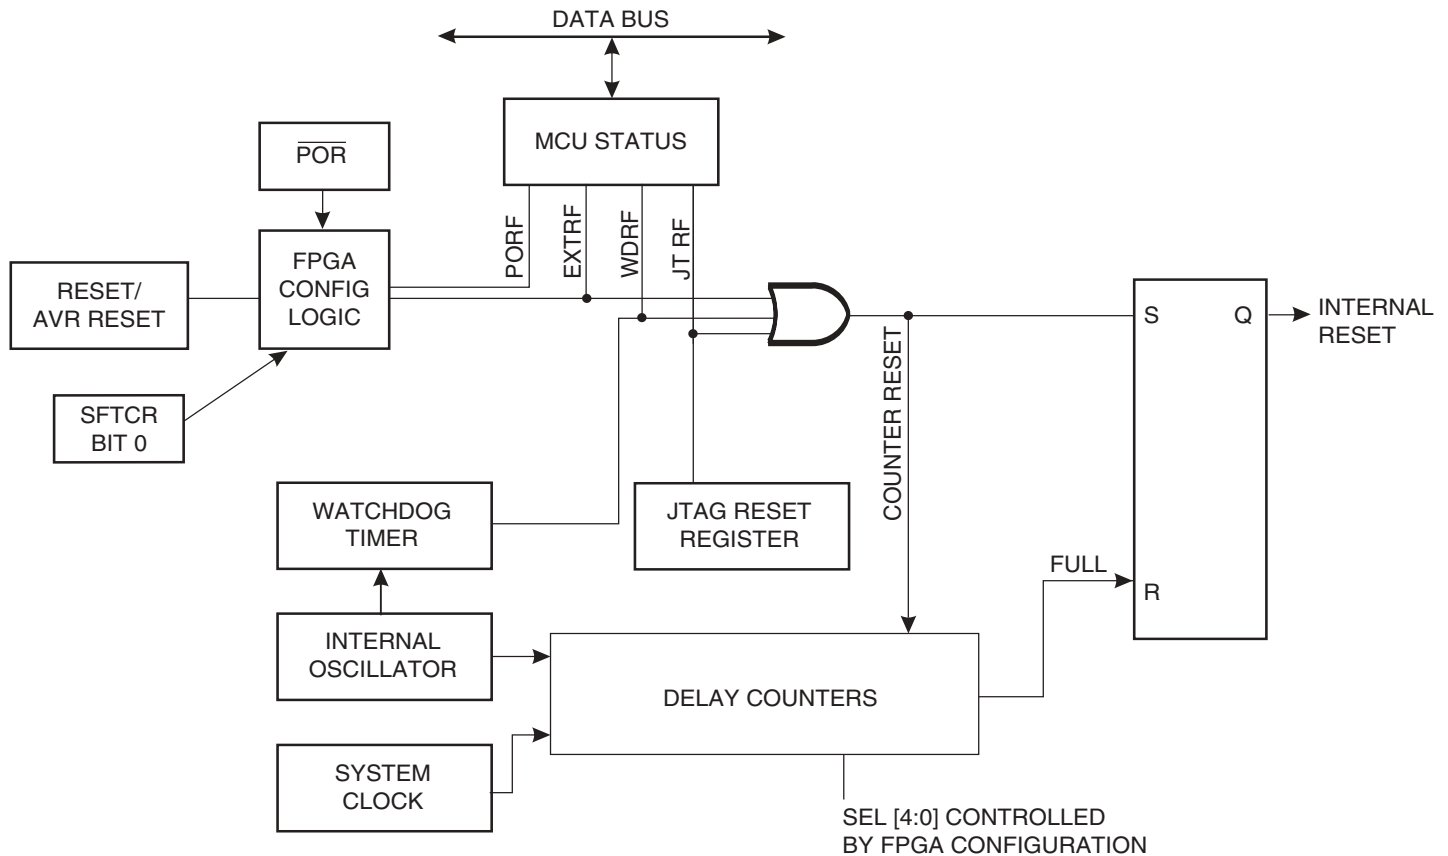 DATA BUS
MCU STATUS
POR
PORF
EXTRF
WDRF
JT RF
FPGA
CONFIG
LOGIC
RESET/
AVR RESET
SFTCR
BIT 0
S
Q
INTERNAL
RESET
COUNTER RESET
WATCHDOG
TIMER
JTAG RESET
REGISTER
FULL
R
INTERNAL
OSCILLATOR
DELAY COUNTERS
SYSTEM
CLOCK
SEL [4:0] CONTROLLED
BY FPGA CONFIGURATION